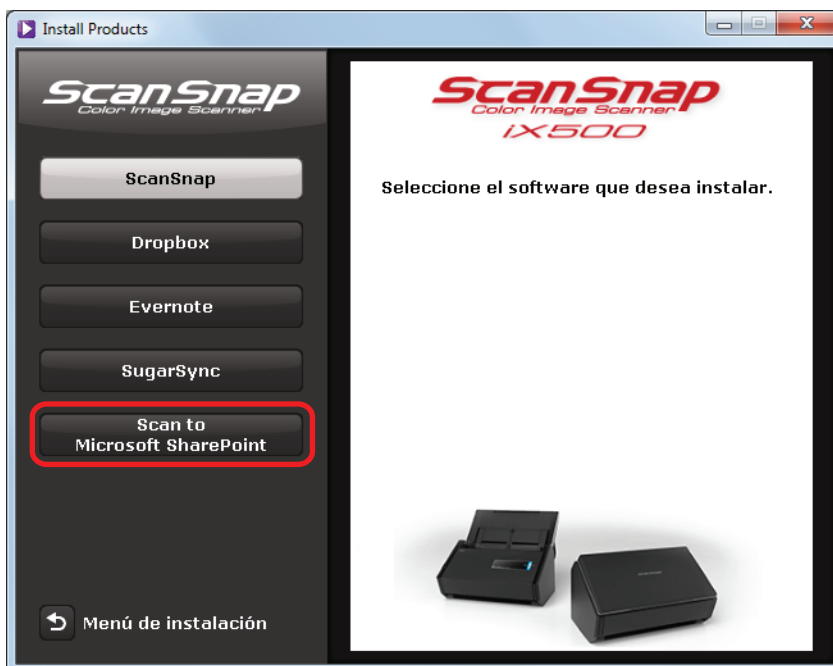 Install Products
ScanSnap
Color Image Scanner
ScanSnap
Dropbox
Evernote
SugarSync
Scan to
Microsoft SharePoint
Menú de instalación
ScanSnap
Color Image Scanner
iX500
Seleccione el software que desea instalar.